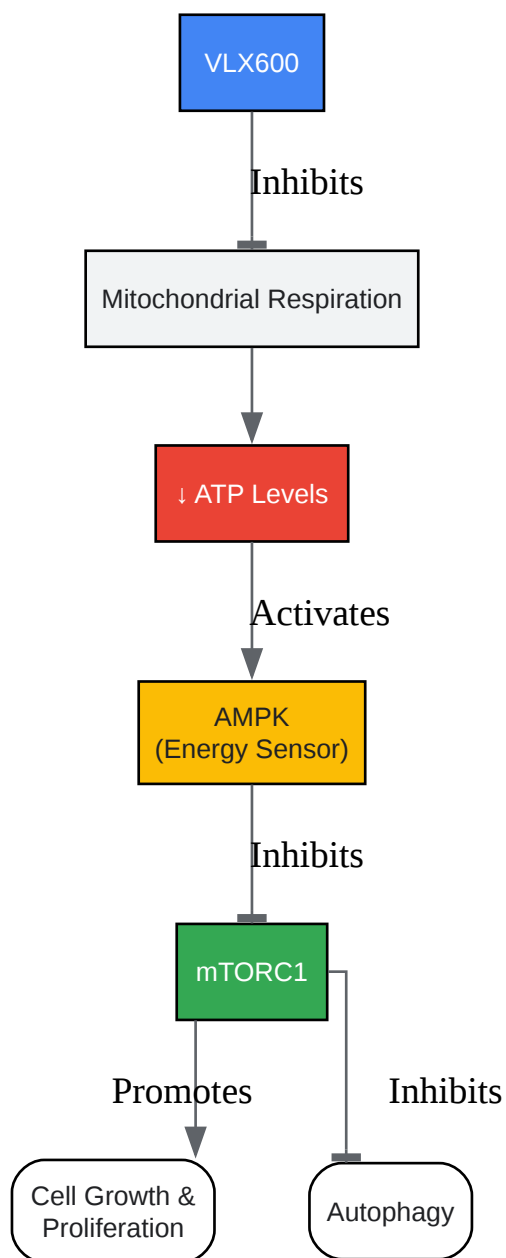 VLX600
Inhibits
Mitochondrial Respiration
↓ ATP Levels
Activates
AMPK
(Energy Sensor)
Inhibits
mTORC1
Promotes
Inhibits
Cell Growth &
Proliferation
Autophagy